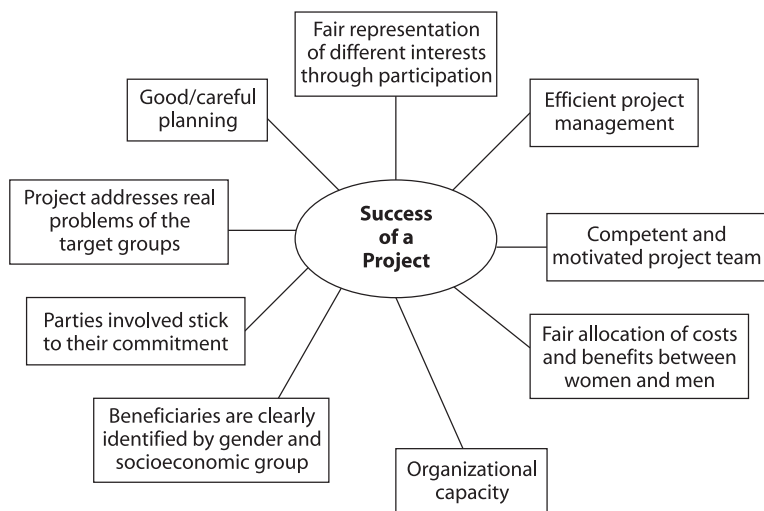 Fair representation
of different interests
through participation
Good/careful
planning
Efficient project
management
Project addresses real
problems of the
target groups
Success
of a
Project
Competent and
motivated project team
Parties involved stick
to their commitment
Fair allocation of costs
and benefits between
women and men
Beneficiaries are clearly
identified by gender and
socioeconomic group
Organizational
capacity